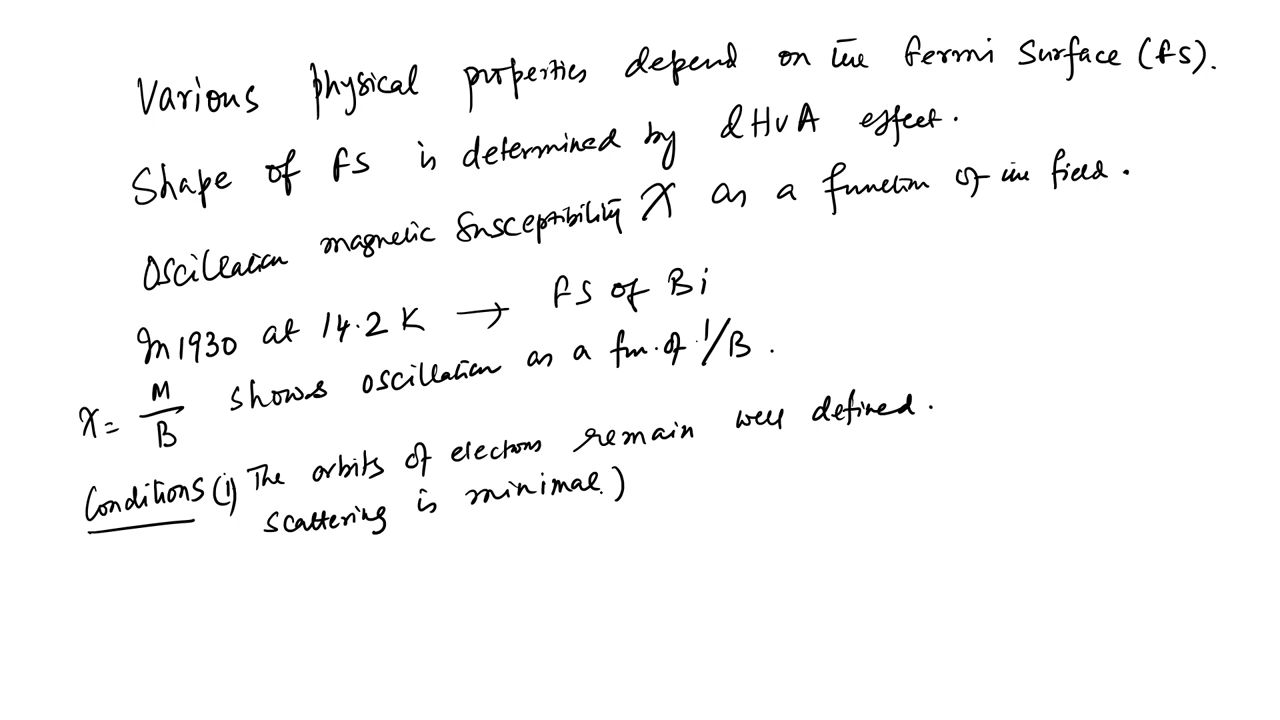 Various physical properties depend on the Fermi Surface (FS).
Shape of FS is determined by dHvA effect.
Oscillation magnetic susceptibility χ as a function of the field.
In 1930 at 14.2 K → FS of Bi
χ = M/B shows oscillation as a fn. of 1/B.
Conditions (i) The orbits of electrons remain well defined.
scattering is minimal.)